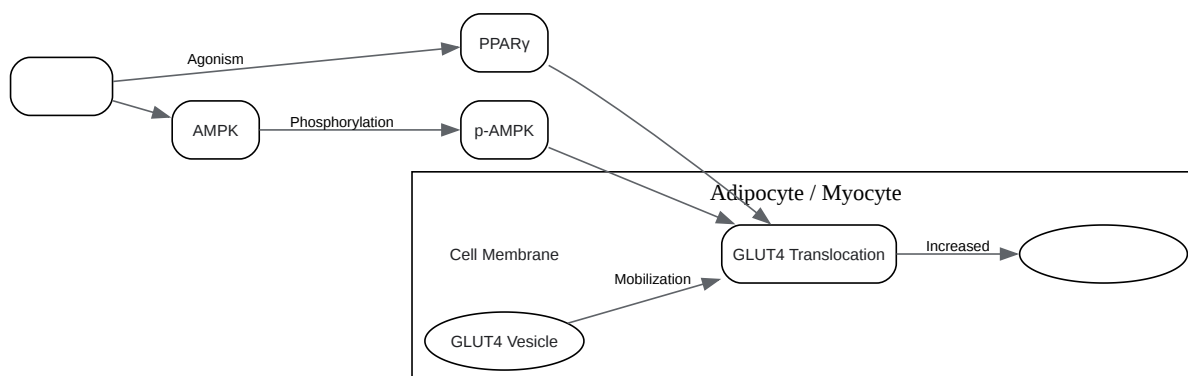 PPARγ
Agonism
AMPK
Phosphorylation
p-AMPK
Adipocyte / Myocyte
Cell Membrane
GLUT4 Translocation
Increased
Mobilization
GLUT4 Vesicle